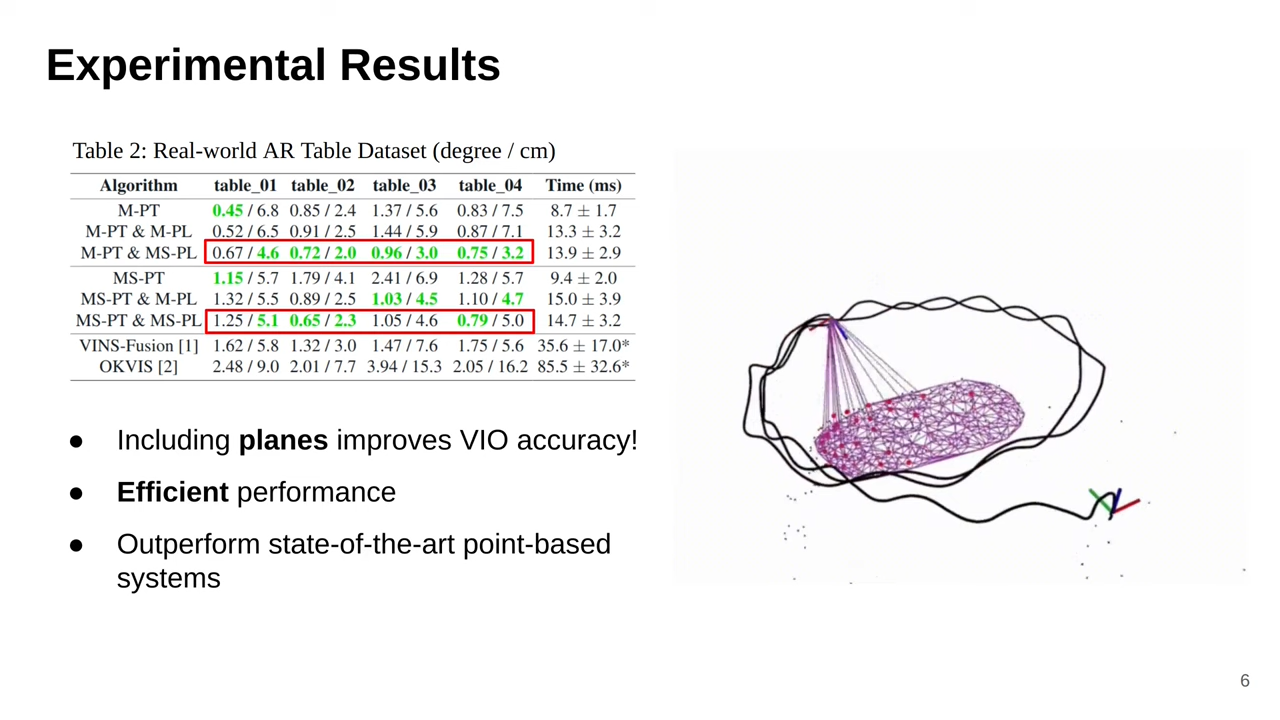 Experimental Results
Table 2: Real-world AR Table Dataset (degree / cm)
Algorithm table_01 table_02 table_03 table_04 Time (ms)
M-PT 0.45 / 6.8 0.85 / 2.4 1.37 / 5.6 0.83 / 7.5 8.7 ± 1.7
M-PT & M-PL 0.52 / 6.5 0.91 / 2.5 1.44 / 5.9 0.87 / 7.1 13.3 ± 3.2
M-PT & MS-PL 0.67 / 4.6 0.72 / 2.0 0.96 / 3.0 0.75 / 3.2 13.9 ± 2.9
MS-PT 1.15 / 5.7 1.79 / 4.1 2.41 / 6.9 1.28 / 5.7 9.4 ± 2.0
MS-PT & M-PL 1.32 / 5.5 0.89 / 2.5 1.03 / 4.5 1.10 / 4.7 15.0 ± 3.9
MS-PT & MS-PL 1.25 / 5.1 0.65 / 2.3 1.05 / 4.6 0.79 / 5.0 14.7 ± 3.2
VINS-Fusion [1] 1.62 / 5.8 1.32 / 3.0 1.47 / 7.6 1.75 / 5.6 35.6 ± 17.0*
OKVIS [2] 2.48 / 9.0 2.01 / 7.7 3.94 / 15.3 2.05 / 16.2 85.5 ± 32.6*
● Including planes improves VIO accuracy!
● Efficient performance
● Outperform state-of-the-art point-based
systems
6